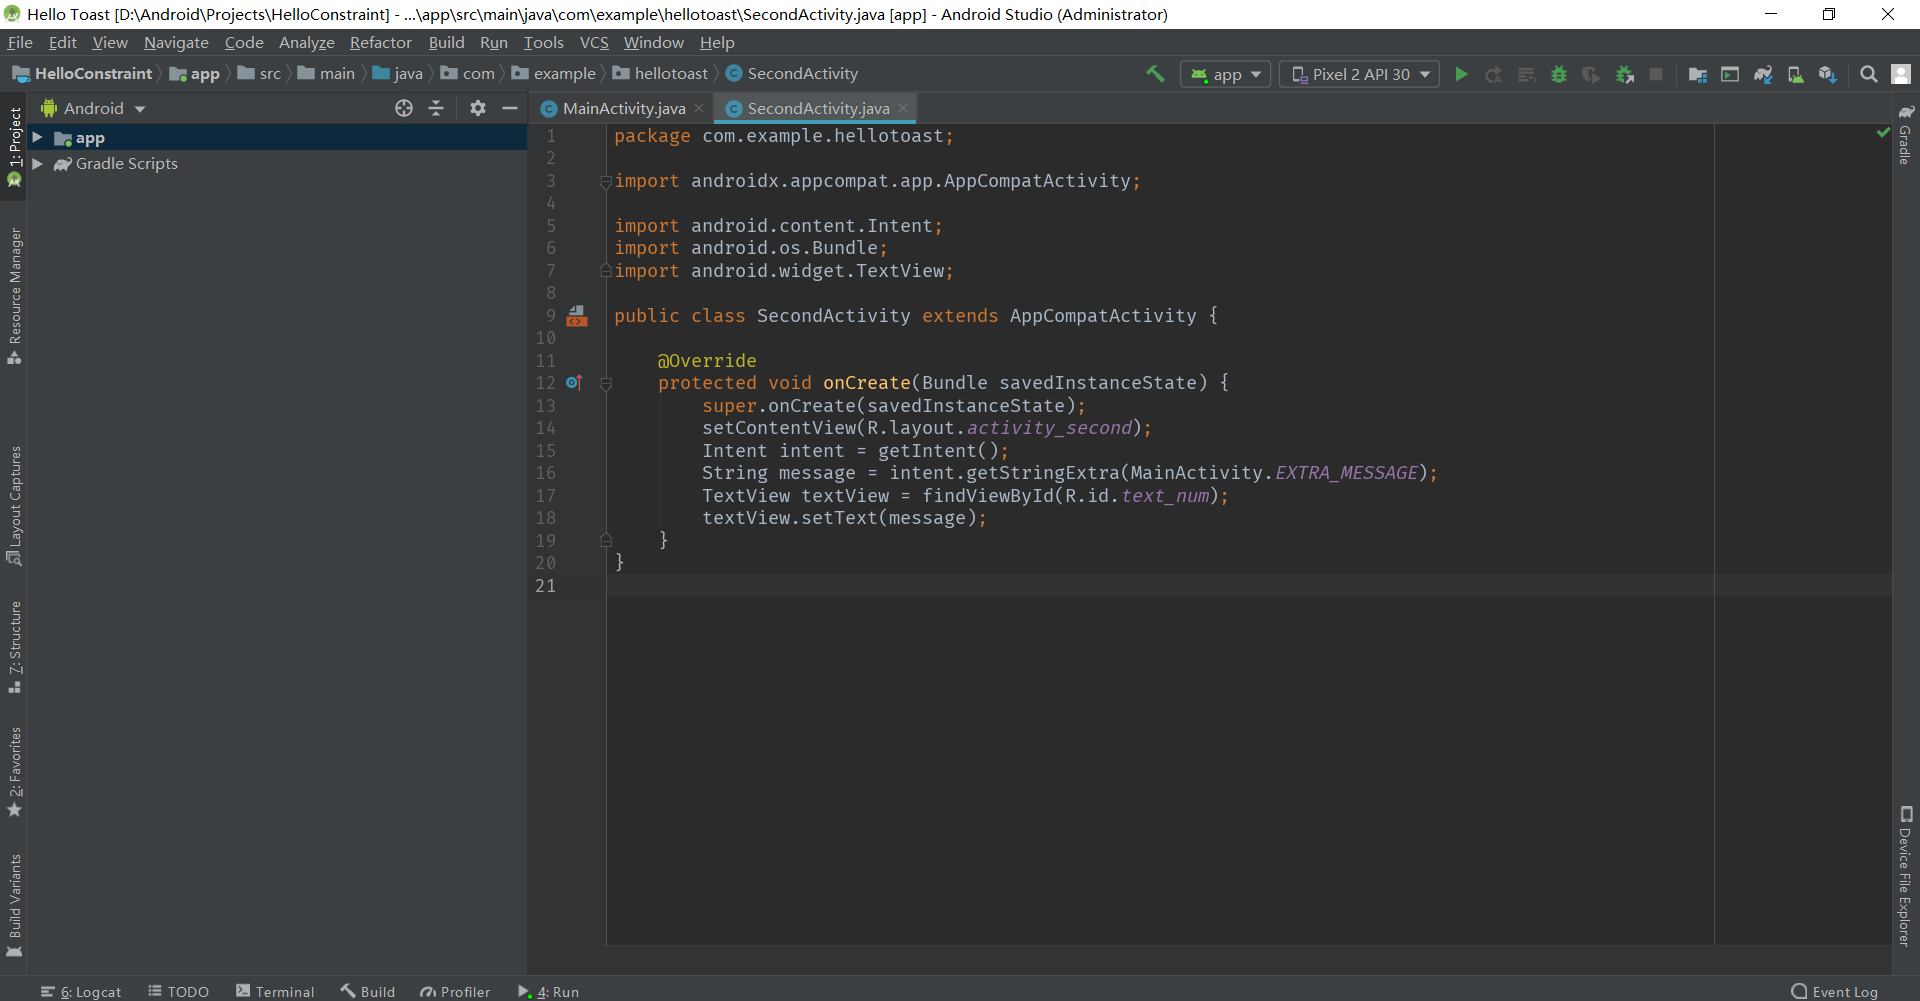 Hello Toast [D:\Android\Projects\HelloConstraint] - ...\app\src\main\java\com\example\hellotoast\SecondActivity.java [app] - Android Studio (Administrator)
File Edit View Navigate Code Analyze Refactor Build Run Tools VCS Window Help
HelloConstraint app src main java com example hellotoast SecondActivity app Pixel 2 API 30
Android
MainActivity.java SecondActivity.java
app
Gradle Scripts
1 package com.example.hellotoast;
2
3 import androidx.appcompat.app.AppCompatActivity;
4
5 import android.content.Intent;
6 import android.os.Bundle;
7 import android.widget.TextView;
8
9 public class SecondActivity extends AppCompatActivity {
10
11 @Override
12 protected void onCreate(Bundle savedInstanceState) {
13 super.onCreate(savedInstanceState);
14 setContentView(R.layout.activity_second);
15 Intent intent = getIntent();
16 String message = intent.getStringExtra(MainActivity.EXTRA_MESSAGE);
17 TextView textView = findViewById(R.id.text_num);
18 textView.setText(message);
19 }
20 }
21
1: Project
Resource Manager
Layout Captures
7: Structure
2: Favorites
Build Variants
Gradle
Device File Explorer
6: Logcat TODO Terminal Build Profiler 4: Run Event Log